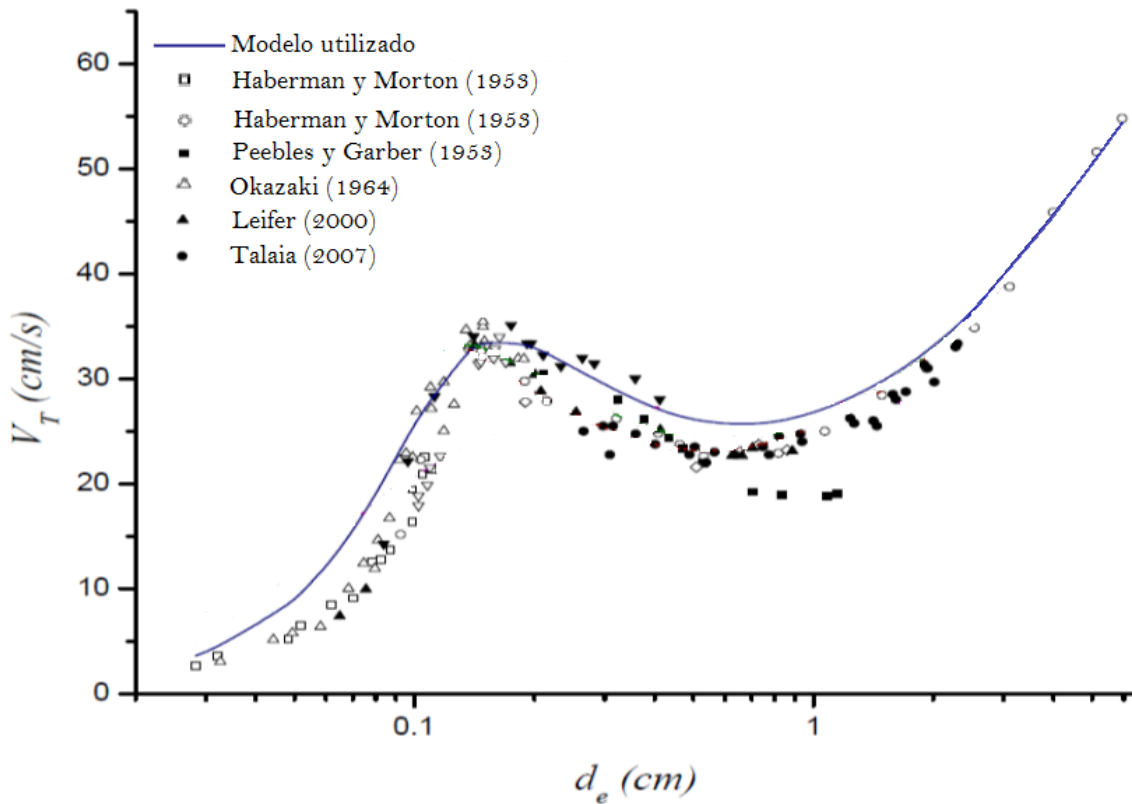 Modelo utilizado
Haberman y Morton (1953)
Haberman y Morton (1953)
Peebles y Garber (1953)
Okazaki (1964)
Leifer (2000)
Talaia (2007)
60
50
40
30
20
10
0
V_T (cm/s)
0.1
1
d_e (cm)